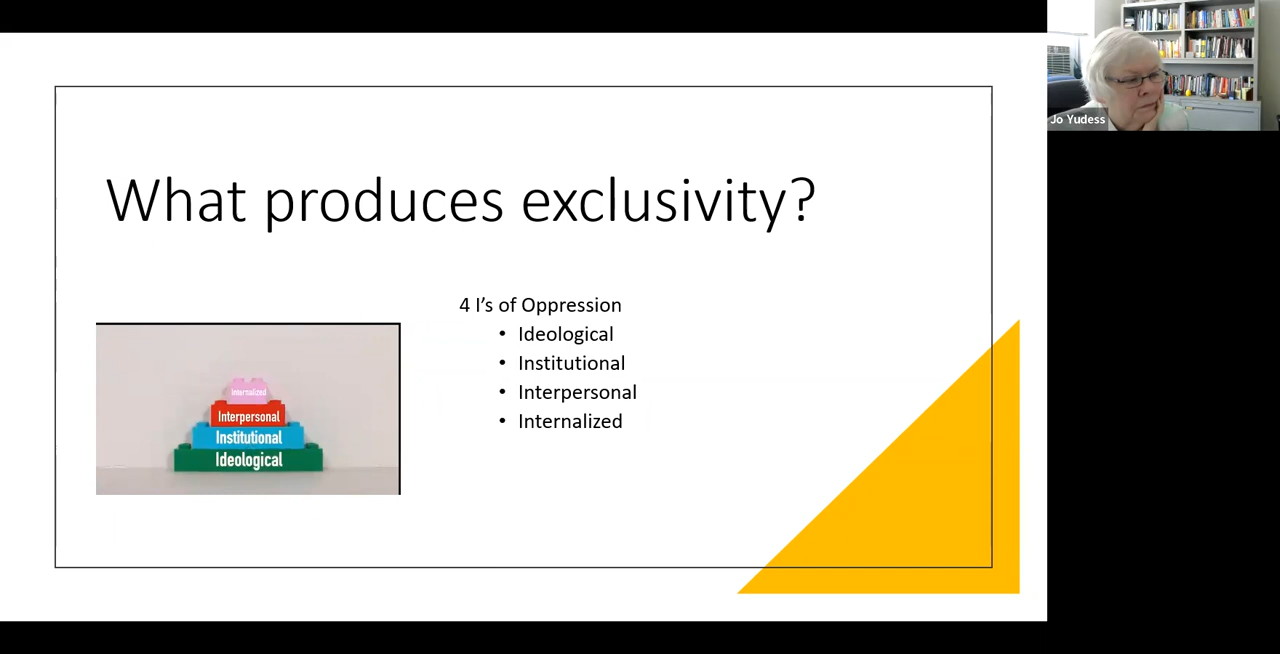 What produces exclusivity?
4 I's of Oppression
• Ideological
• Institutional
• Interpersonal
• Internalized
Internalized
Interpersonal
Institutional
Ideological
Jo Yudess